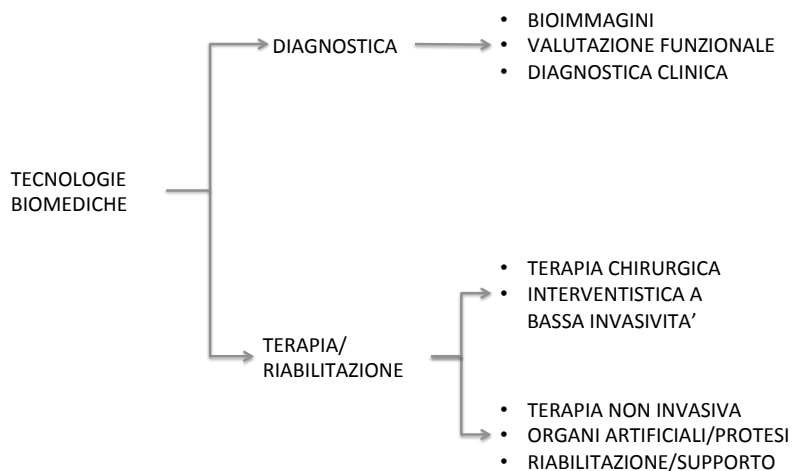 TECNOLOGIE
BIOMEDICHE
DIAGNOSTICA
• BIOIMMAGINI
• VALUTAZIONE FUNZIONALE
• DIAGNOSTICA CLINICA
TERAPIA/
RIABILITAZIONE
• TERAPIA CHIRURGICA
• INTERVENTISTICA A
BASSA INVASIVITA’
• TERAPIA NON INVASIVA
• ORGANI ARTIFICIALI/PROTESI
• RIABILITAZIONE/SUPPORTO